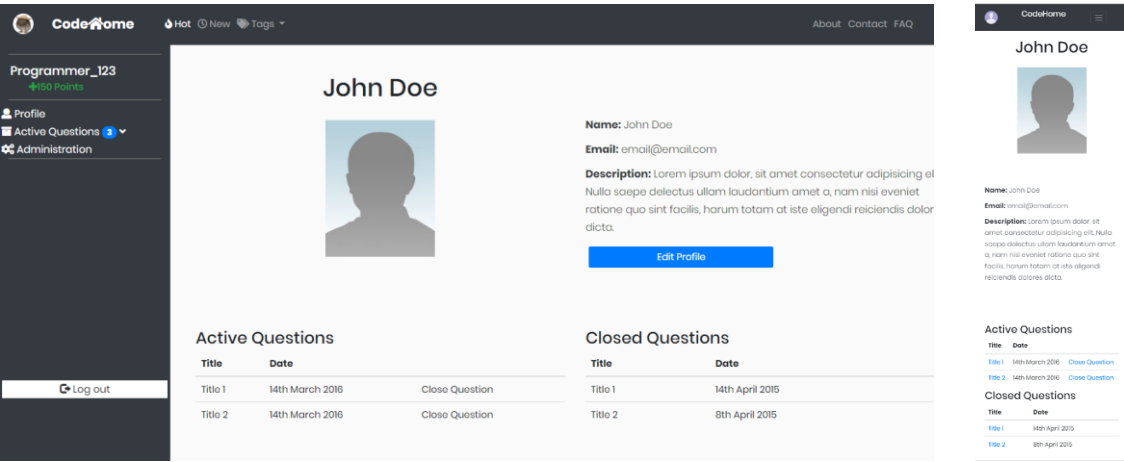 CodeHome
Hot New Tags
About Contact FAQ
Programmer_123
+150 Points
Profile
Active Questions 3
Administration
Log out
John Doe
Name: John Doe
Email: email@email.com
Description: Lorem ipsum dolor, sit amet consectetur adipisicing el
Nulla saepe delectus ullam laudantium amet a, nam nisi eveniet
ratione quo sint facilis, harum totam at iste eligendi reiciendis dolor
dicta.
Edit Profile
Active Questions
Title Date
Title 1 14th March 2016 Close Question
Title 2 14th March 2016 Close Question
Closed Questions
Title Date
Title 1 14th April 2015
Title 2 8th April 2015
CodeHome
John Doe
Name: John Doe
Email: email@email.com
Description: Lorem ipsum dolor, sit
amet consectetur adipisicing elit. Nulla
saepe delectus ullam laudantium amet
a, nam nisi eveniet ratione quo sint
facilis, harum totam at iste eligendi
reiciendis dolores dicta.
Active Questions
Title Date
Title 1 14th March 2016 Close Question
Title 2 14th March 2016 Close Question
Closed Questions
Title Date
Title 1 14th April 2015
Title 2 8th April 2015